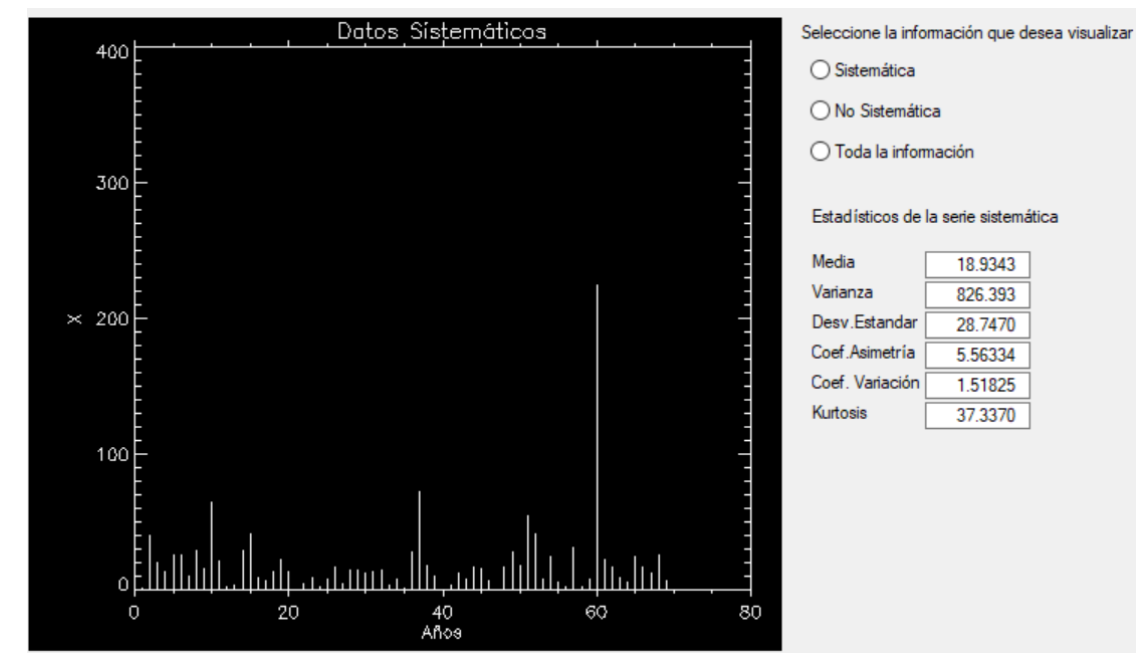 Datos Sistemáticos
400
300
X 200
100
0
0 20 40 60 80
Años
Seleccione la información que desea visualizar
Sistemática
No Sistemática
Toda la información
Estadísticos de la serie sistemática
Media 18.9343
Varianza 826.393
Desv.Estandar 28.7470
Coef.Asimetría 5.56334
Coef. Variación 1.51825
Kurtosis 37.3370